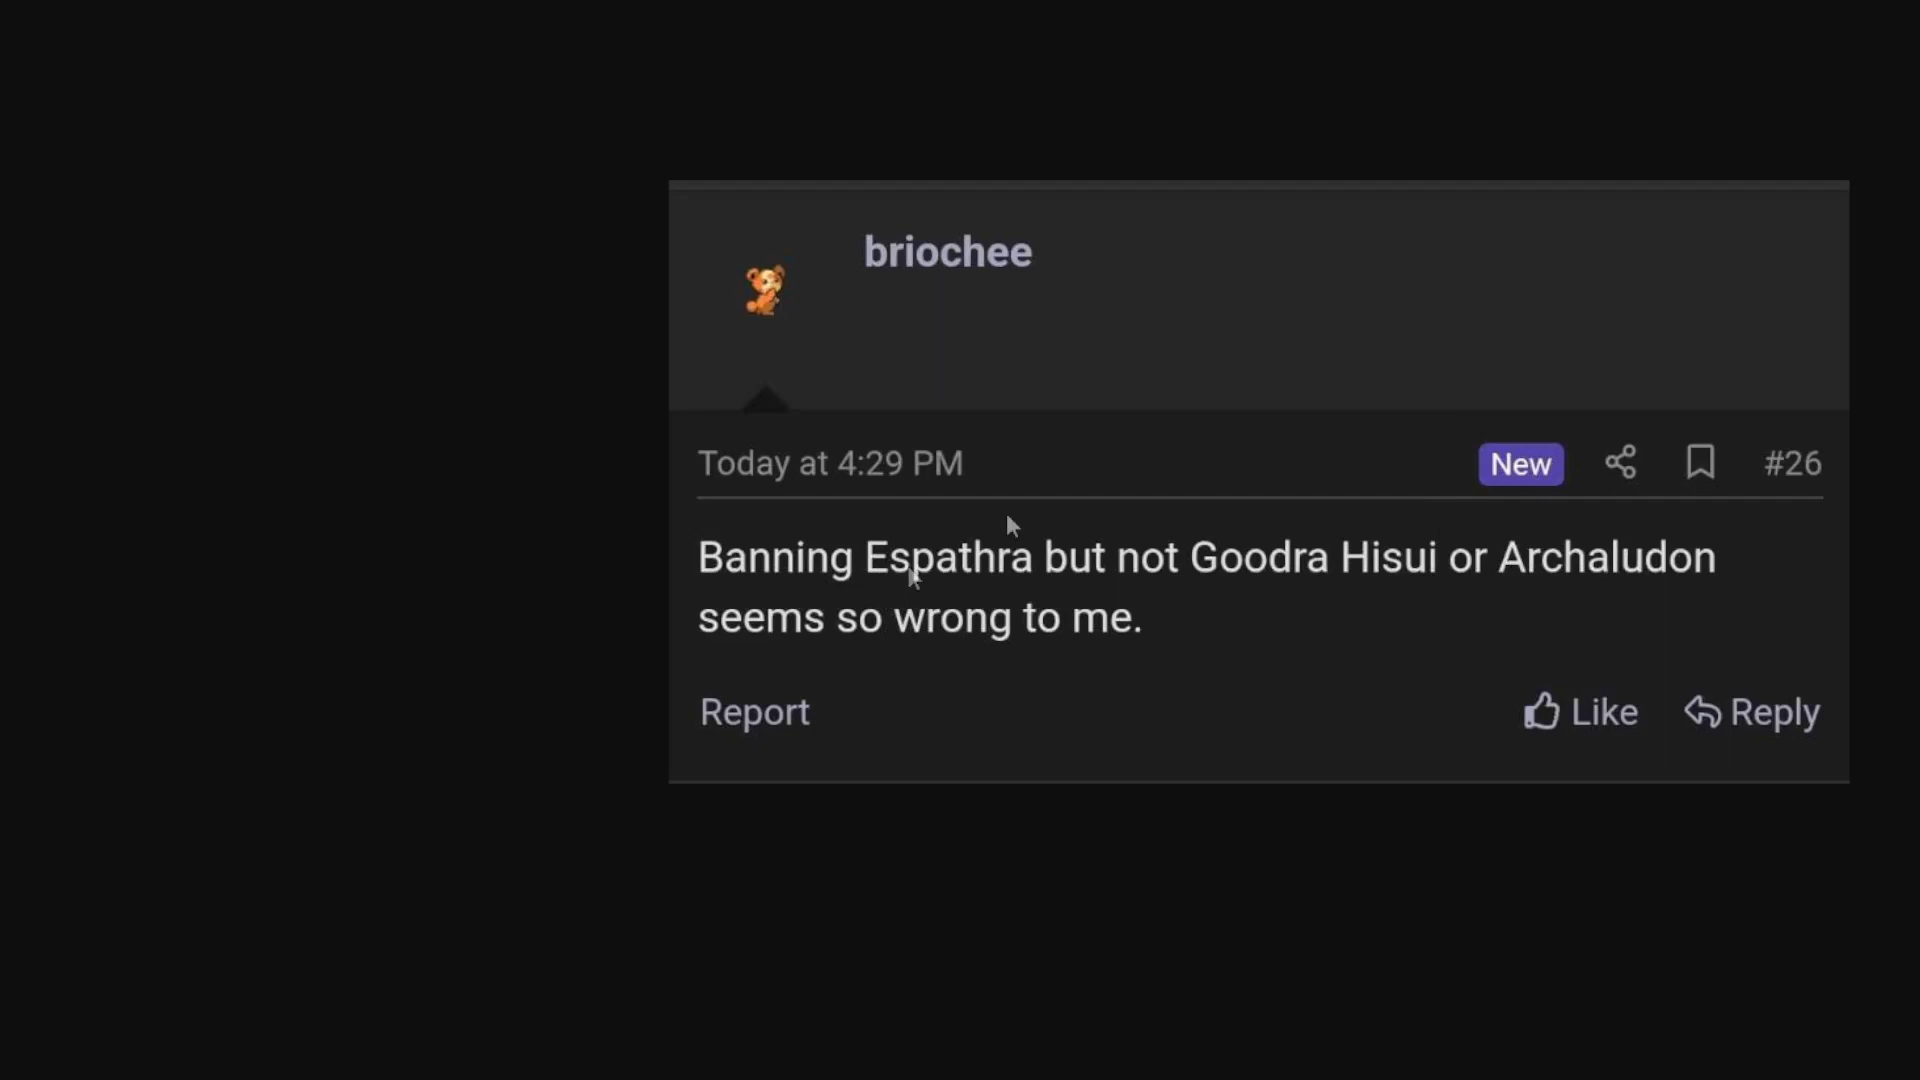 briochee
Today at 4:29 PM New #26
Banning Espathra but not Goodra Hisui or Archaludon
seems so wrong to me.
Report Like Reply